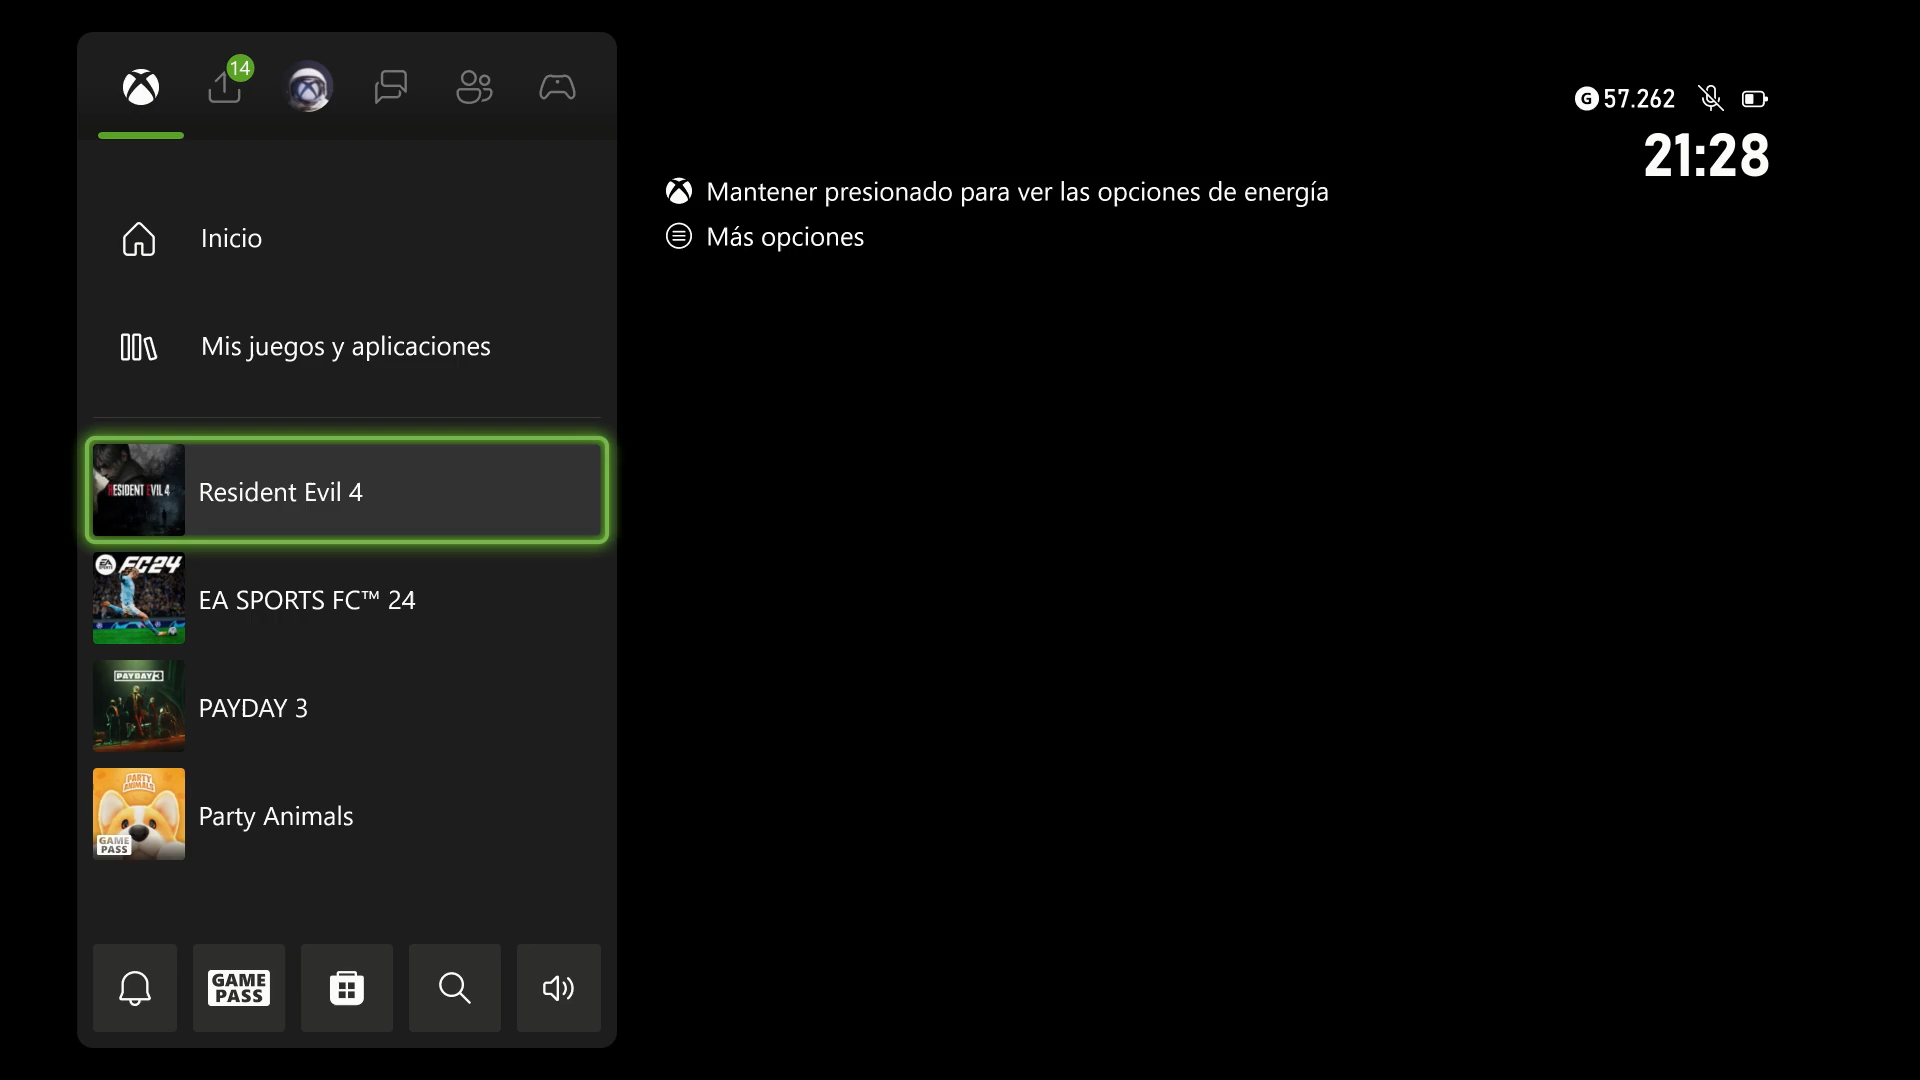 14
G 57.262
21:28
Mantener presionado para ver las opciones de energía
Más opciones
Inicio
Mis juegos y aplicaciones
RESIDENT EVIL 4
Resident Evil 4
EA SPORTS FC24
EA SPORTS FC™ 24
PAYDAY 3
PAYDAY 3
PARTY ANIMALS
GAME PASS
Party Animals
GAME
PASS